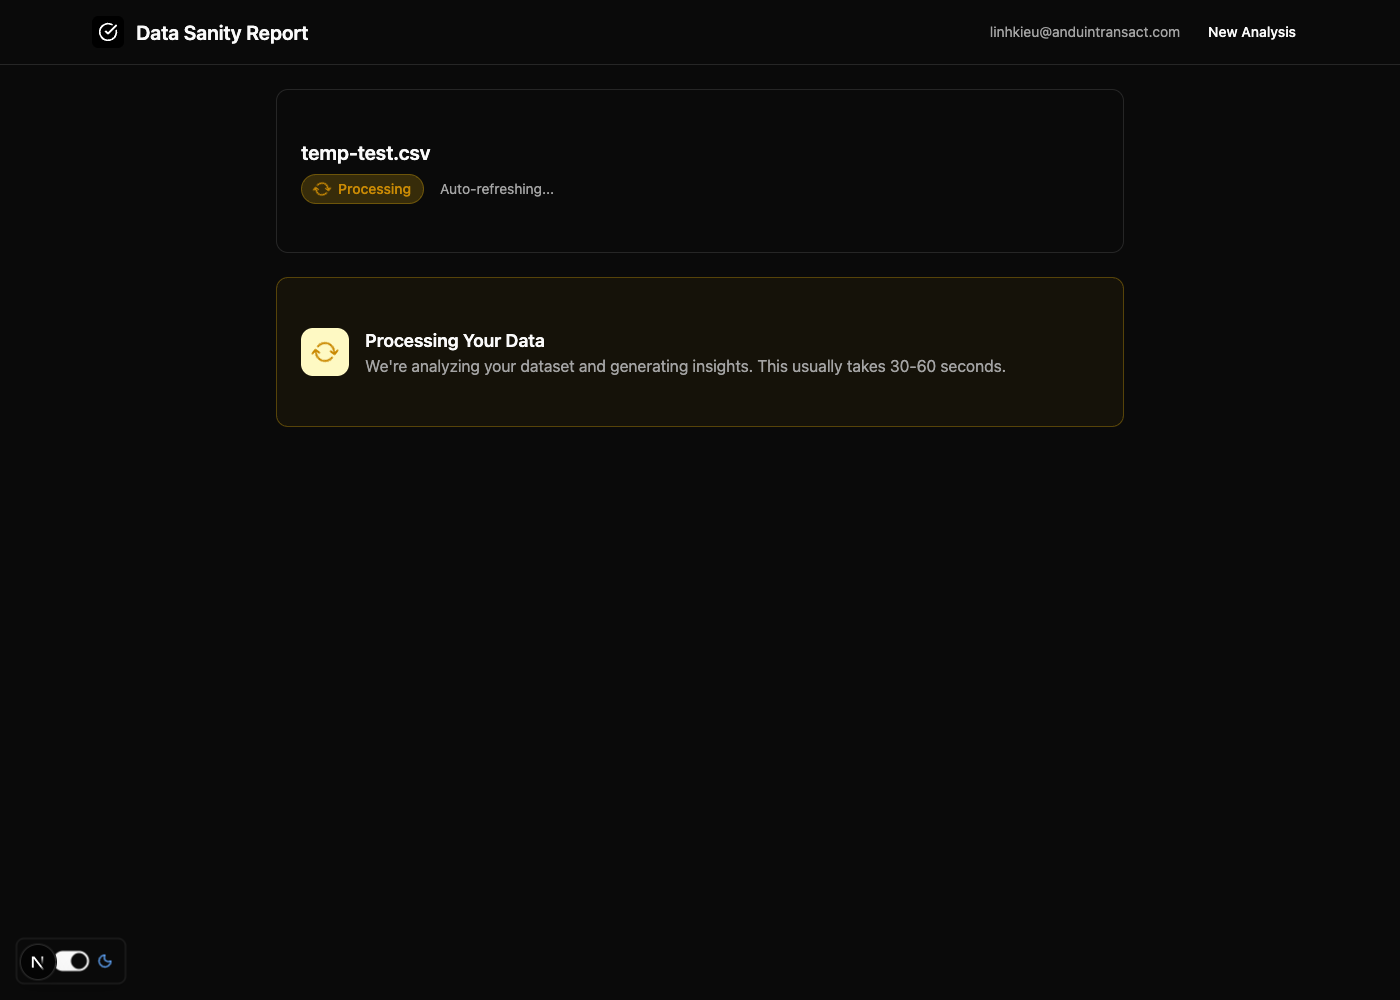 Data Sanity Report
linhkieu@anduintransact.com
New Analysis
temp-test.csv
Processing
Auto-refreshing...
Processing Your Data
We're analyzing your dataset and generating insights. This usually takes 30-60 seconds.
N